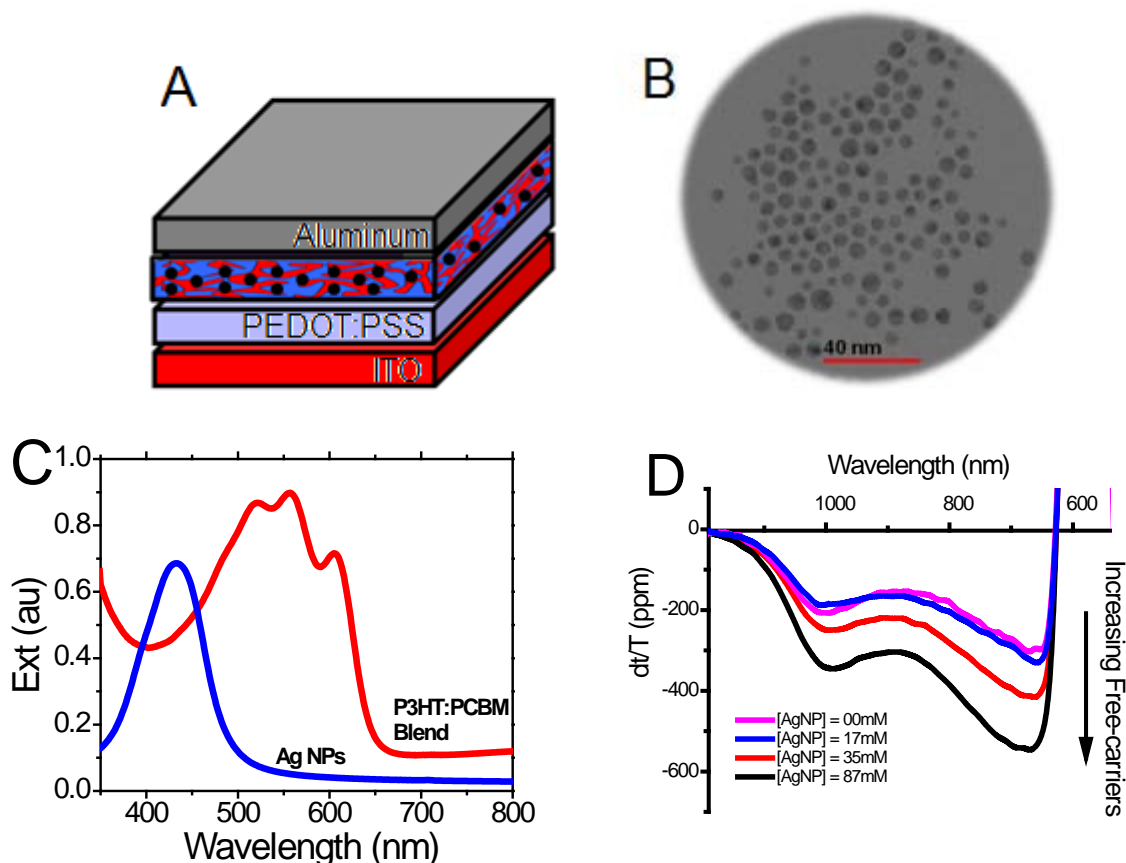 A
Aluminum
PEDOT:PSS
ITO
B
40 nm
C
Ext (au)
1.0
0.8
0.6
0.4
0.2
0.0
P3HT:PCBM
Blend
Ag NPs
400 500 600 700 800
Wavelength (nm)
D
Wavelength (nm)
1000 800 600
dt/T (ppm)
0
-200
-400
-600
[AgNP] = 00mM
[AgNP] = 17mM
[AgNP] = 35mM
[AgNP] = 87mM
Increasing Free-carriers